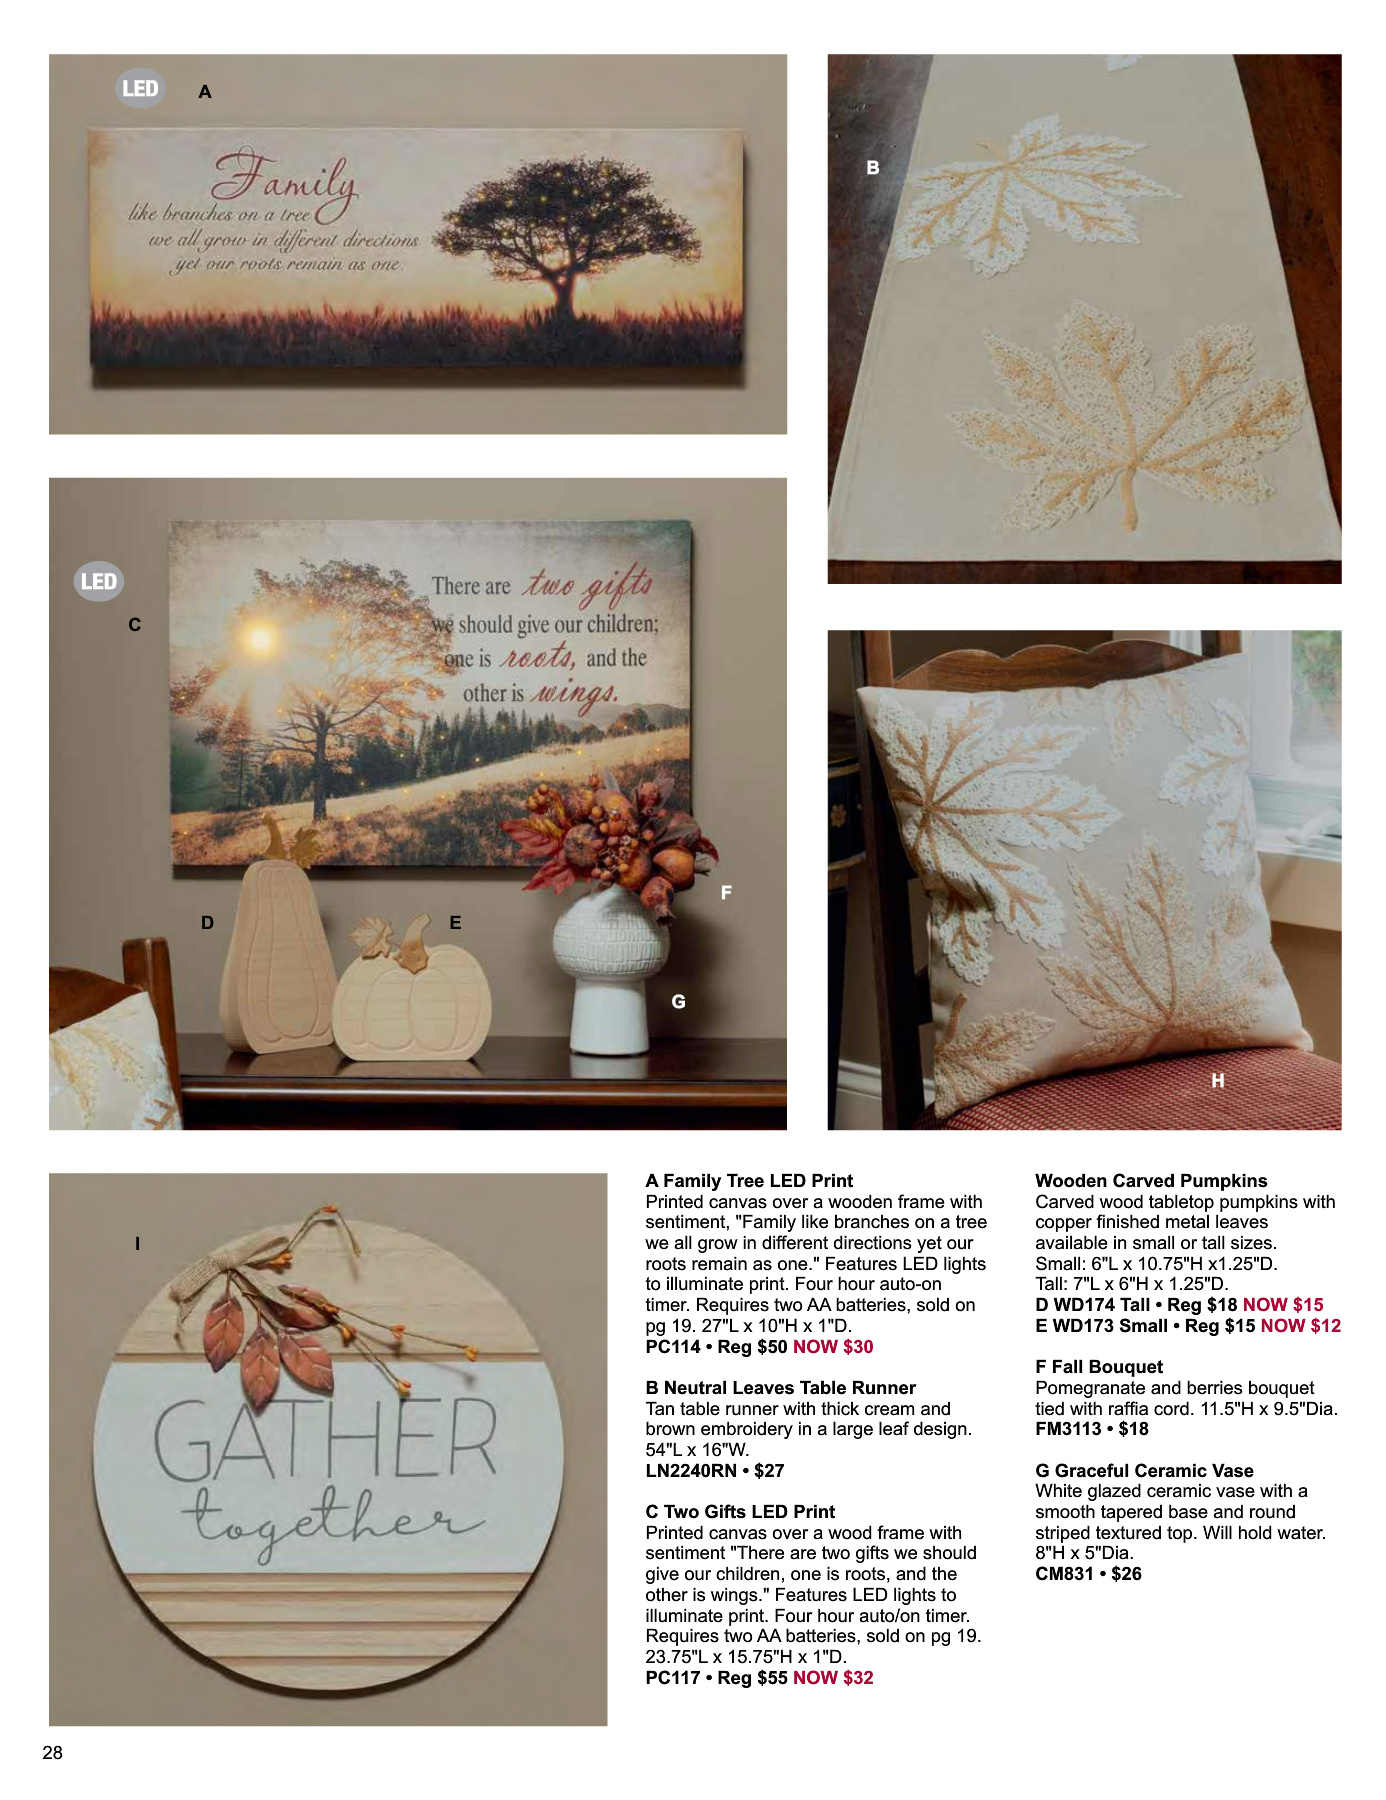 LED
A
Family
like branches on a tree
we all grow in different directions
yet our roots remain as one.
B
LED
C
There are two gifts
we should give our children;
one is roots, and the
other is wings.
D
E
F
G
H
I
GATHER
together
A Family Tree LED Print
Printed canvas over a wooden frame with
sentiment, "Family like branches on a tree
we all grow in different directions yet our
roots remain as one." Features LED lights
to illuminate print. Four hour auto-on
timer. Requires two AA batteries, sold on
pg 19. 27"L x 10"H x 1"D.
PC114 • Reg $50 NOW $30
B Neutral Leaves Table Runner
Tan table runner with thick cream and
brown embroidery in a large leaf design.
54"L x 16"W.
LN2240RN • $27
C Two Gifts LED Print
Printed canvas over a wood frame with
sentiment "There are two gifts we should
give our children, one is roots, and the
other is wings." Features LED lights to
illuminate print. Four hour auto/on timer.
Requires two AA batteries, sold on pg 19.
23.75"L x 15.75"H x 1"D.
PC117 • Reg $55 NOW $32
Wooden Carved Pumpkins
Carved wood tabletop pumpkins with
copper finished metal leaves
available in small or tall sizes.
Small: 6"L x 10.75"H x1.25"D.
Tall: 7"L x 6"H x 1.25"D.
D WD174 Tall • Reg $18 NOW $15
E WD173 Small • Reg $15 NOW $12
F Fall Bouquet
Pomegranate and berries bouquet
tied with raffia cord. 11.5"H x 9.5"Dia.
FM3113 • $18
G Graceful Ceramic Vase
White glazed ceramic vase with a
smooth tapered base and round
striped textured top. Will hold water.
8"H x 5"Dia.
CM831 • $26
28